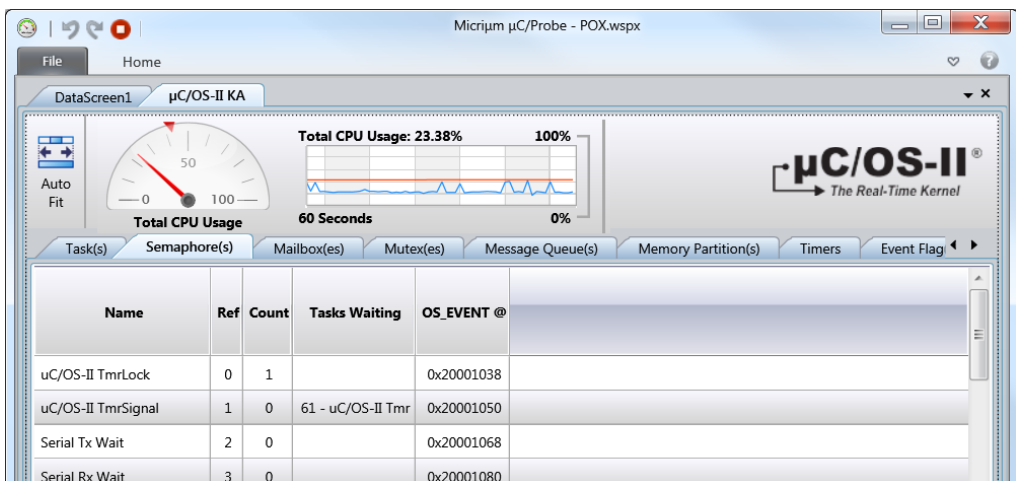 Micriµm µC/Probe - POX.wspx
File Home
DataScreen1 µC/OS-II KA
Auto Fit
0 50 100
Total CPU Usage
Total CPU Usage: 23.38% 100%
60 Seconds 0%
µC/OS-II®
The Real-Time Kernel
Task(s) Semaphore(s) Mailbox(es) Mutex(es) Message Queue(s) Memory Partition(s) Timers Event Flag
Name Ref Count Tasks Waiting OS_EVENT @
uC/OS-II TmrLock 0 1 0x20001038
uC/OS-II TmrSignal 1 0 61 - uC/OS-II Tmr 0x20001050
Serial Tx Wait 2 0 0x20001068
Serial Rx Wait 3 0 0x20001080